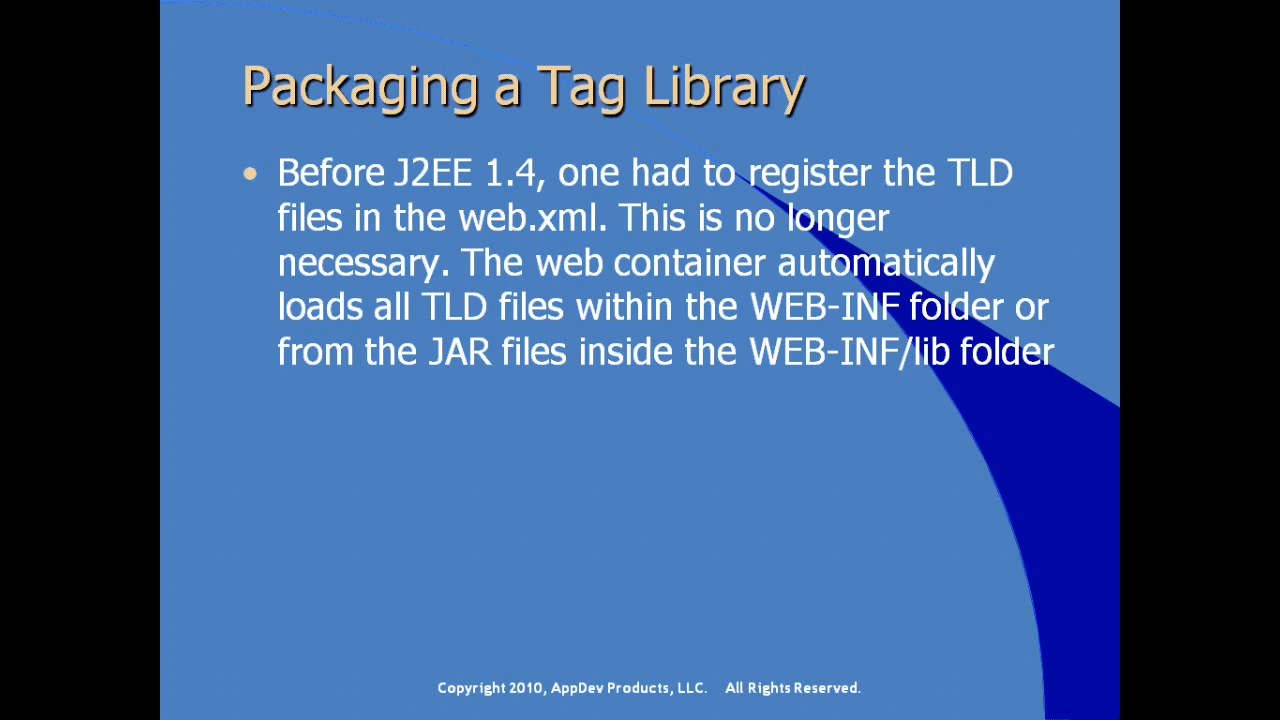 Packaging a Tag Library
• Before J2EE 1.4, one had to register the TLD
files in the web.xml. This is no longer
necessary. The web container automatically
loads all TLD files within the WEB-INF folder or
from the JAR files inside the WEB-INF/lib folder
Copyright 2010, AppDev Products, LLC. All Rights Reserved.